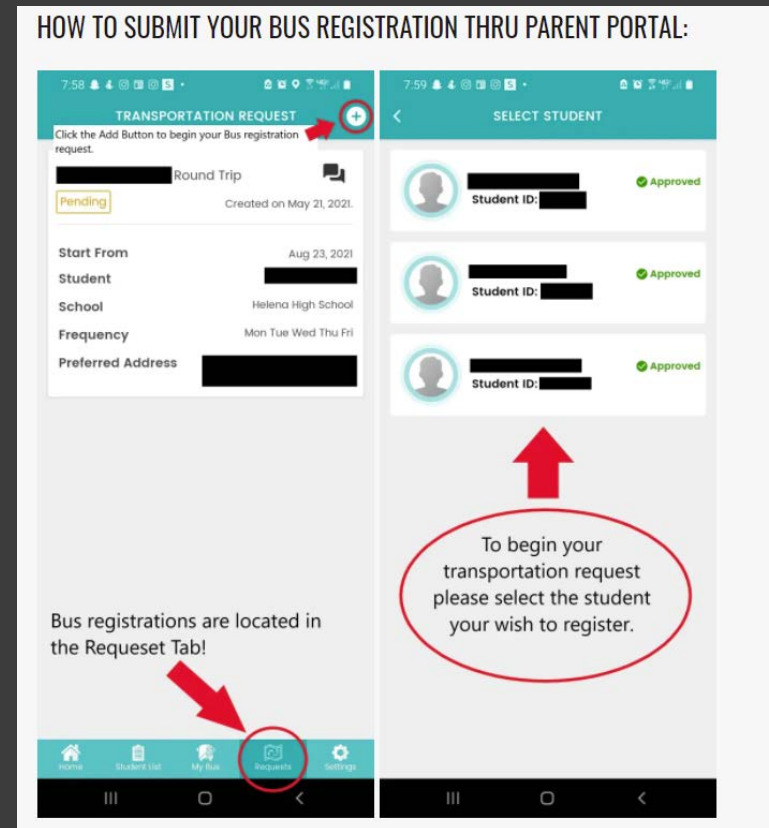 HOW TO SUBMIT YOUR BUS REGISTRATION THRU PARENT PORTAL:
7:58
TRANSPORTATION REQUEST
Click the Add Button to begin your Bus registration
request.
Round Trip
Pending
Created on May 21, 2021.
Start From
Aug 23, 2021
Student
School
Helena High School
Frequency
Mon Tue Wed Thu Fri
Preferred Address
Bus registrations are located in
the Requeset Tab!
Home
Student List
My Bus
Requests
Settings
7:59
SELECT STUDENT
Approved
Student ID:
Approved
Student ID:
Approved
Student ID:
To begin your
transportation request
please select the student
your wish to register.